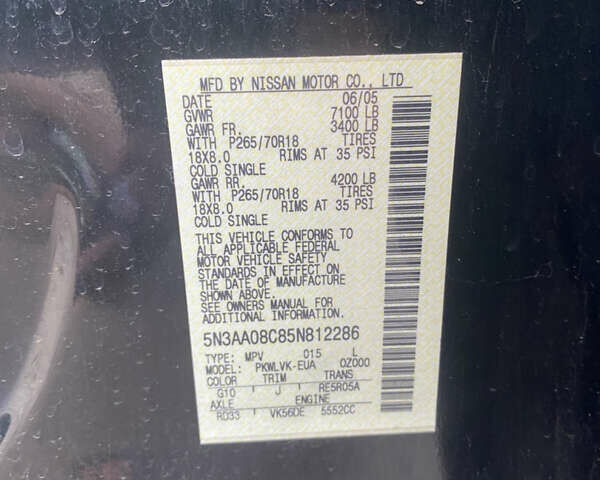 MFD BY NISSAN MOTOR CO., LTD
DATE 06/05
GVWR 7100 LB
GAWR FR. 3400 LB
WITH P265/70R18 TIRES
18X8.0 RIMS AT 35 PSI
COLD SINGLE
GAWR RR. 4200 LB
WITH P265/70R18 TIRES
18X8.0 RIMS AT 35 PSI
COLD SINGLE
THIS VEHICLE CONFORMS TO
ALL APPLICABLE FEDERAL
MOTOR VEHICLE SAFETY
STANDARDS IN EFFECT ON
THE DATE OF MANUFACTURE
SHOWN ABOVE.
SEE OWNERS MANUAL FOR
ADDITIONAL INFORMATION.
5N3AA08C85N812286
TYPE: MPV 015 L
MODEL: PKWLVK-EUA 0Z000
COLOR TRIM TRANS
G10 J RE5R05A
AXLE ENGINE
RD33 VK56DE 5552CC